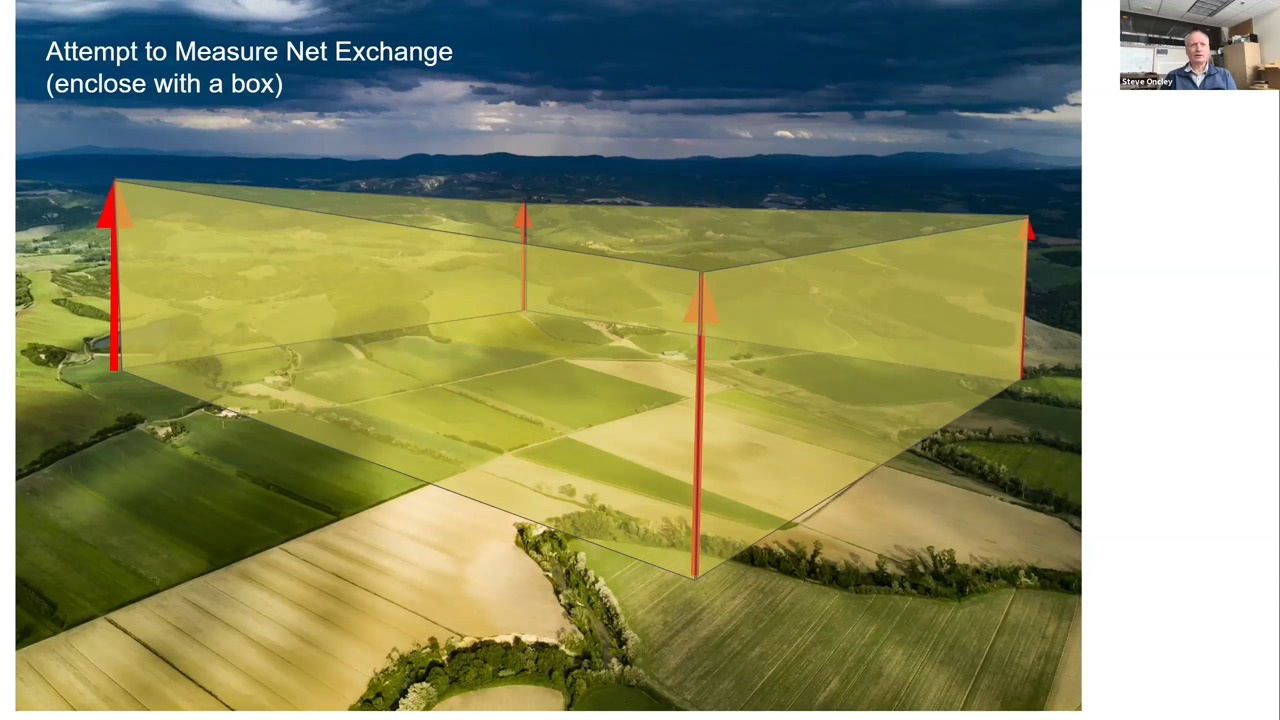 Attempt to Measure Net Exchange
(enclose with a box)
Steve Oncley